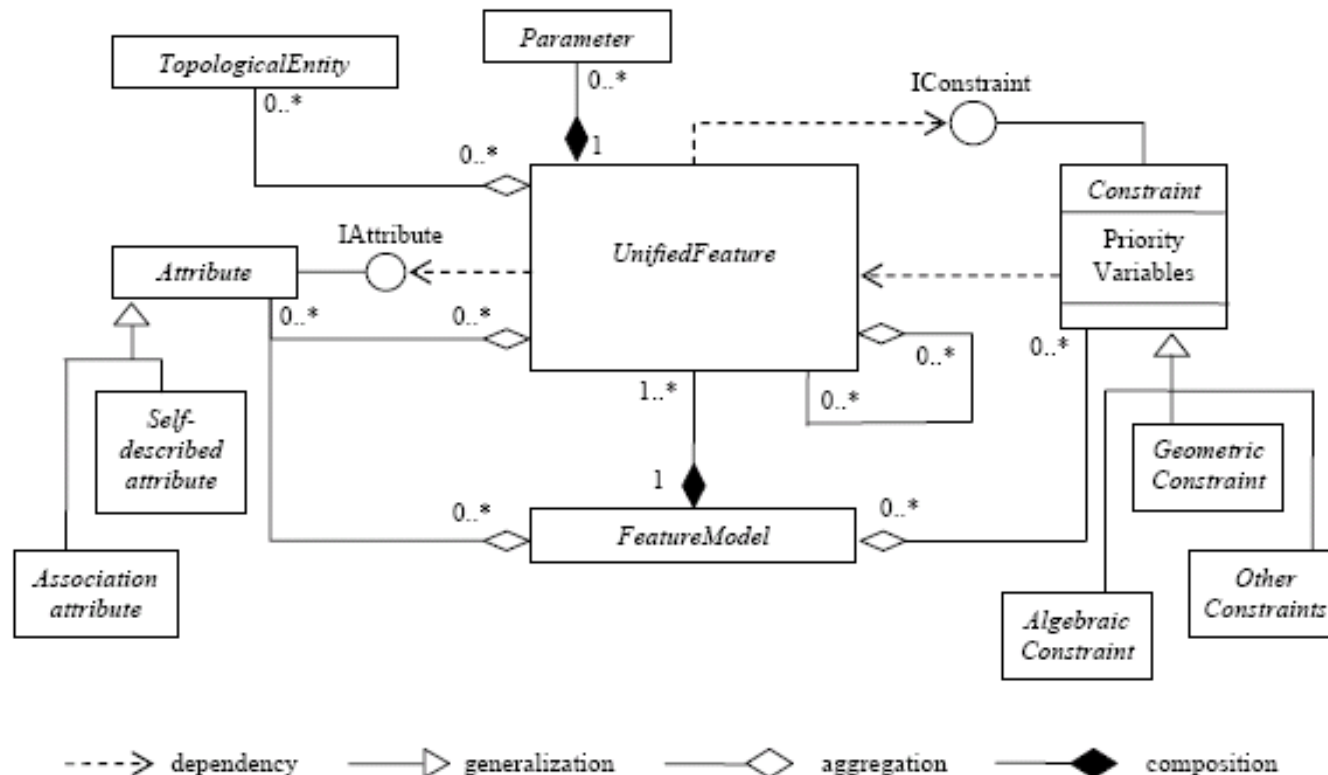 Parameter
TopologicalEntity
0..*
0..*
IConstraint
1
0..*
Constraint
Priority
Variables
IAttribute
UnifiedFeature
Attribute
0..*
0..*
0..*
0..*
1..*
0..*
Self-
described
attribute
Geometric
Constraint
1
0..*
0..*
FeatureModel
Association
attribute
Other
Constraints
Algebraic
Constraint
dependency
generalization
aggregation
composition